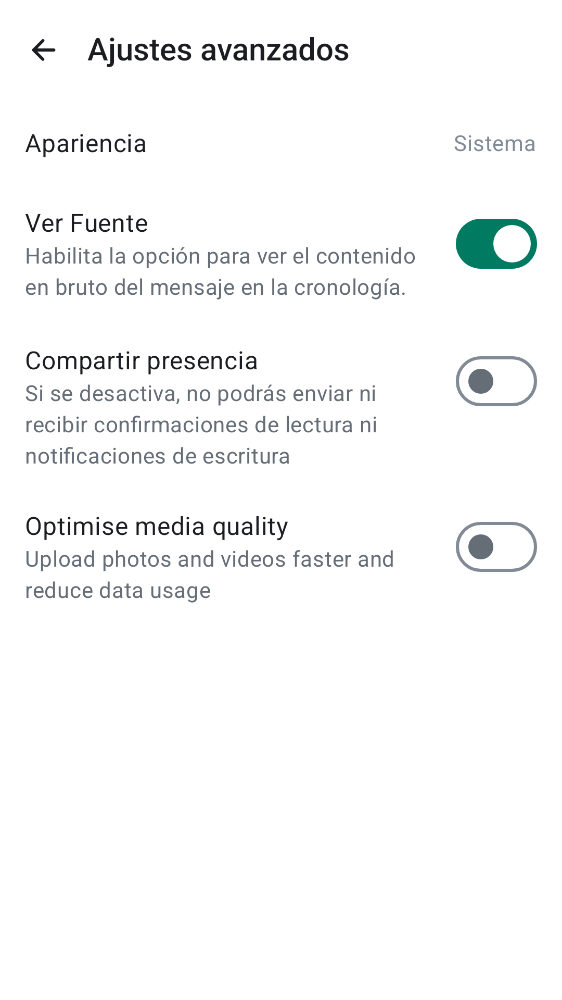 Ajustes avanzados
Apariencia
Sistema
Ver Fuente
Habilita la opción para ver el contenido
en bruto del mensaje en la cronología.
Compartir presencia
Si se desactiva, no podrás enviar ni
recibir confirmaciones de lectura ni
notificaciones de escritura
Optimise media quality
Upload photos and videos faster and
reduce data usage